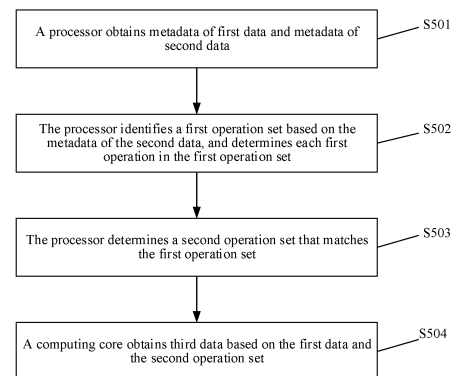 A processor obtains metadata of first data and metadata of
second data
S501
The processor identifies a first operation set based on the
metadata of the second data, and determines each first
operation in the first operation set
S502
The processor determines a second operation set that matches
the first operation set
S503
A computing core obtains third data based on the first data and
the second operation set
S504